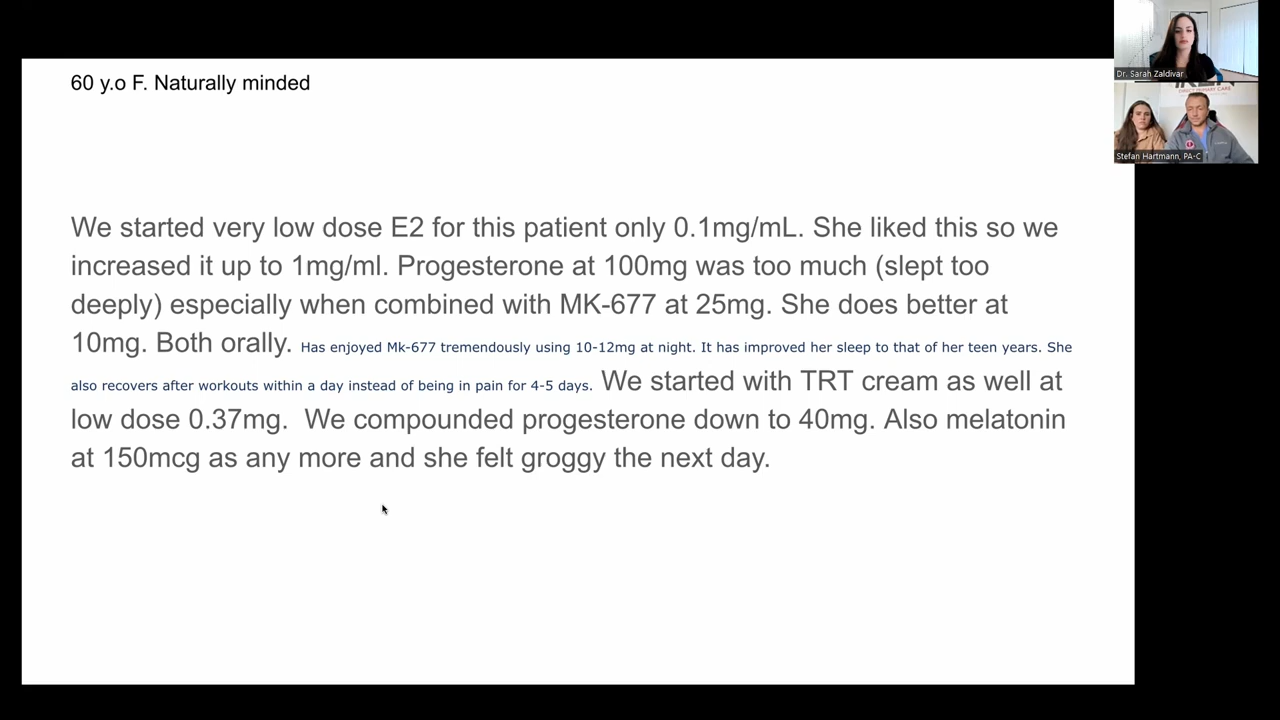 60 y.o F. Naturally minded
We started very low dose E2 for this patient only 0.1mg/mL. She liked this so we
increased it up to 1mg/ml. Progesterone at 100mg was too much (slept too
deeply) especially when combined with MK-677 at 25mg. She does better at
10mg. Both orally. Has enjoyed Mk-677 tremendously using 10-12mg at night. It has improved her sleep to that of her teen years. She
also recovers after workouts within a day instead of being in pain for 4-5 days. We started with TRT cream as well at
low dose 0.37mg.  We compounded progesterone down to 40mg. Also melatonin
at 150mcg as any more and she felt groggy the next day.
Dr. Sarah Zaldivar
DIRECT PRIMARY CARE
Stefan Hartmann, PA-C